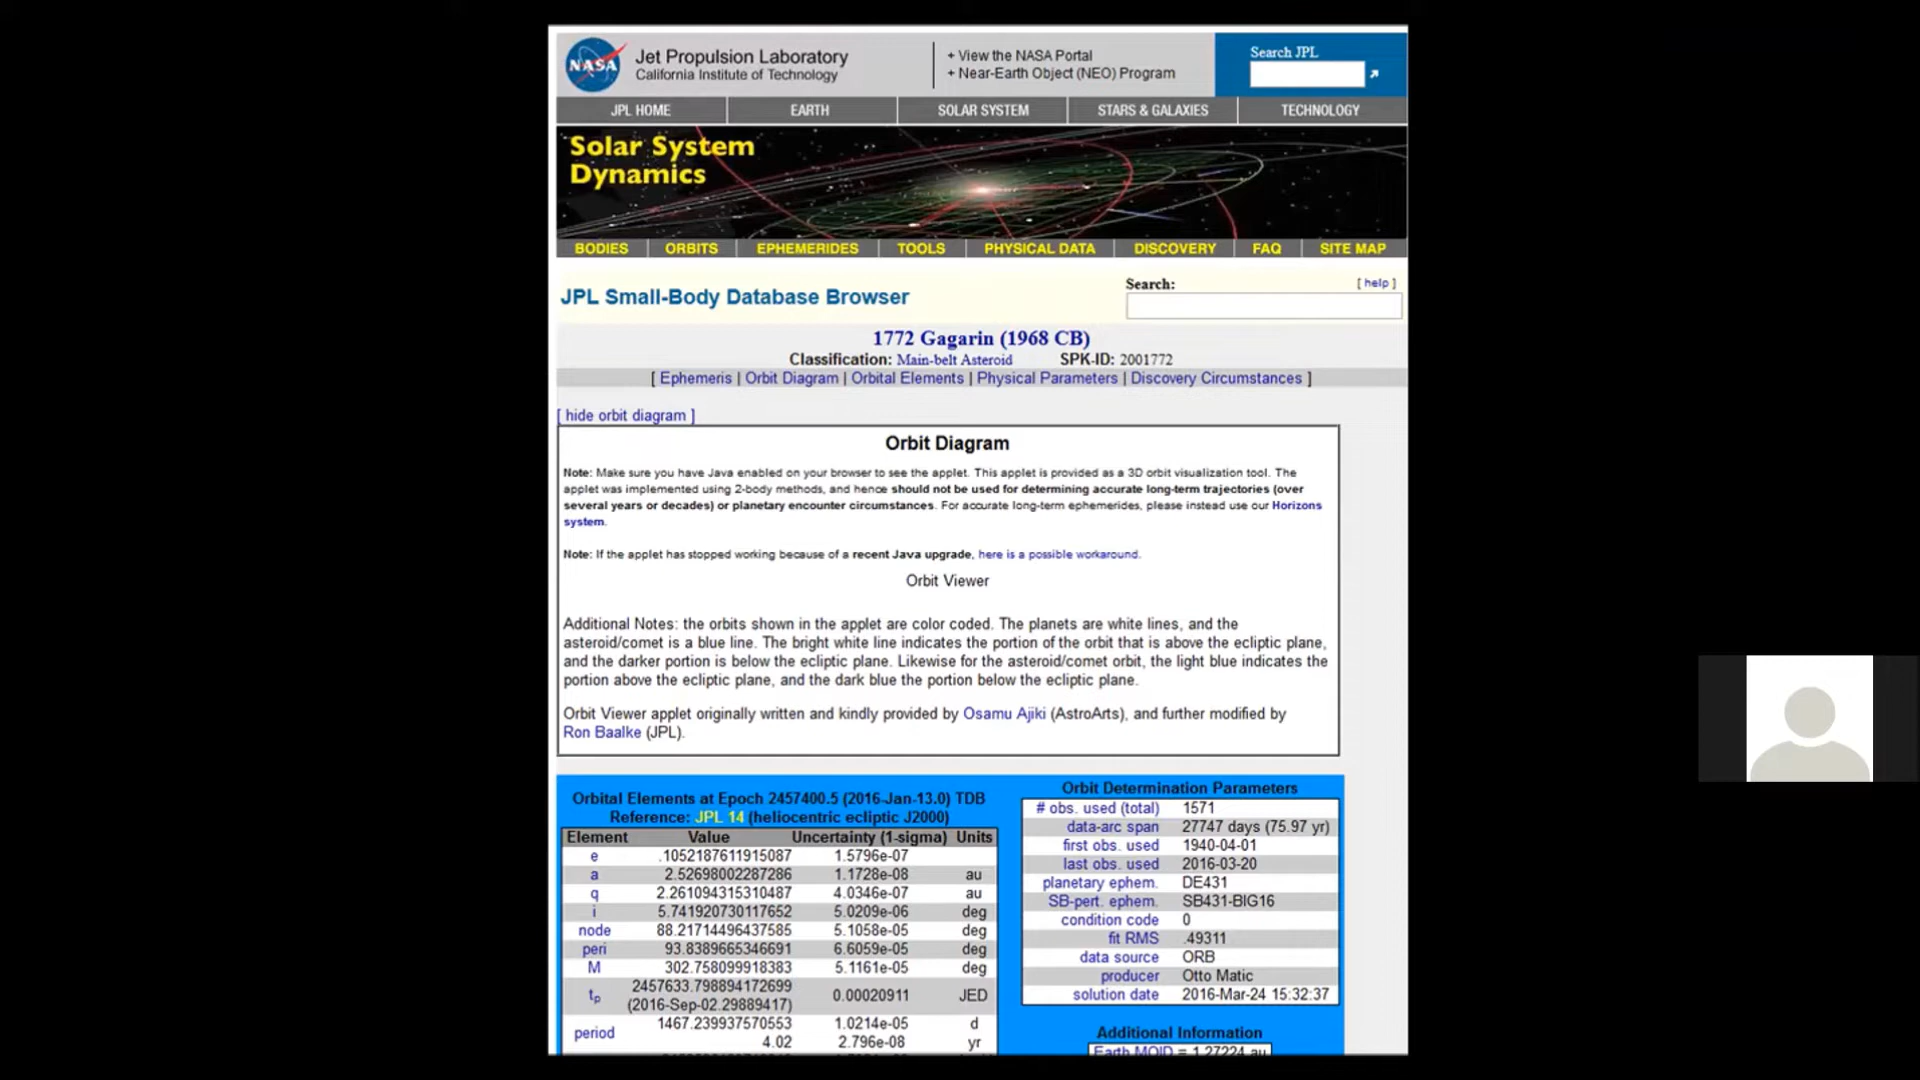 NASA
Jet Propulsion Laboratory
California Institute of Technology
+ View the NASA Portal
+ Near-Earth Object (NEO) Program
Search JPL
JPL HOME EARTH SOLAR SYSTEM STARS & GALAXIES TECHNOLOGY
Solar System
Dynamics
BODIES ORBITS EPHEMERIDES TOOLS PHYSICAL DATA DISCOVERY FAQ SITE MAP
JPL Small-Body Database Browser
Search: [ help ]
1772 Gagarin (1968 CB)
Classification: Main-belt Asteroid SPK-ID: 2001772
[ Ephemeris | Orbit Diagram | Orbital Elements | Physical Parameters | Discovery Circumstances ]
[ hide orbit diagram ]
Orbit Diagram
Note: Make sure you have Java enabled on your browser to see the applet. This applet is provided as a 3D orbit visualization tool. The
applet was implemented using 2-body methods, and hence should not be used for determining accurate long-term trajectories (over
several years or decades) or planetary encounter circumstances. For accurate long-term ephemerides, please instead use our Horizons
system.
Note: If the applet has stopped working because of a recent Java upgrade, here is a possible workaround.
Orbit Viewer
Additional Notes: the orbits shown in the applet are color coded. The planets are white lines, and the
asteroid/comet is a blue line. The bright white line indicates the portion of the orbit that is above the ecliptic plane,
and the darker portion is below the ecliptic plane. Likewise for the asteroid/comet orbit, the light blue indicates the
portion above the ecliptic plane, and the dark blue the portion below the ecliptic plane.
Orbit Viewer applet originally written and kindly provided by Osamu Ajiki (AstroArts), and further modified by
Ron Baalke (JPL).
Orbital Elements at Epoch 2457400.5 (2016-Jan-13.0) TDB
Reference: JPL 14 (heliocentric ecliptic J2000)
Element Value Uncertainty (1-sigma) Units
e .1052187611915087 1.5796e-07
a 2.52698002287286 1.1728e-08 au
q 2.261094315310487 4.0346e-07 au
i 5.741920730117652 5.0209e-06 deg
node 88.21714496437585 5.1058e-05 deg
peri 93.8389665346691 6.6059e-05 deg
M 302.758099918383 5.1161e-05 deg
tp 2457633.798894172699
(2016-Sep-02.29889417) 0.00020911 JED
period 1467.239937570553 1.0214e-05 d
4.02 2.796e-08 yr
Orbit Determination Parameters
# obs. used (total) 1571
data-arc span 27747 days (75.97 yr)
first obs. used 1940-04-01
last obs. used 2016-03-20
planetary ephem. DE431
SB-pert. ephem. SB431-BIG16
condition code 0
fit RMS .49311
data source ORB
producer Otto Matic
solution date 2016-Mar-24 15:32:37
Additional Information
Earth MOID = 1.27224 au